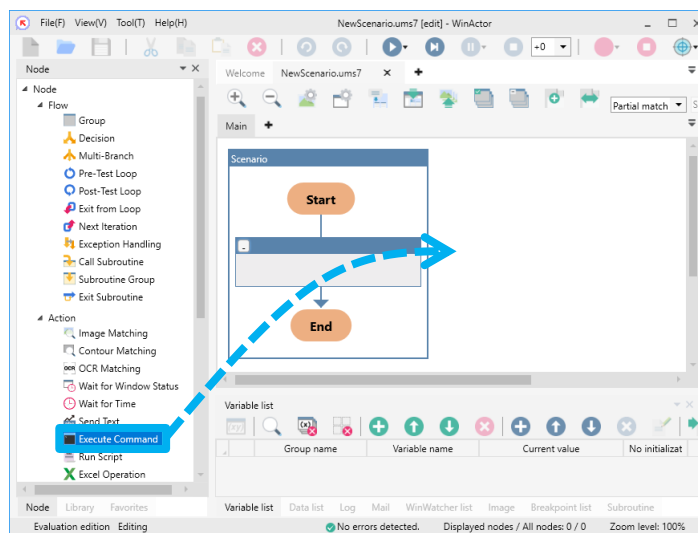 File(F) View(V) Tool(T) Help(H)
NewScenario.ums7 [edit] - WinActor
+0
Node
Node
Flow
Group
Decision
Multi-Branch
Pre-Test Loop
Post-Test Loop
Exit from Loop
Next Iteration
Exception Handling
Call Subroutine
Subroutine Group
Exit Subroutine
Action
Image Matching
Contour Matching
OCR Matching
Wait for Window Status
Wait for Time
Send Text
Execute Command
Run Script
Excel Operation
Node Library Favorites
Welcome NewScenario.ums7
Partial match S
Main
Scenario
Start
End
Variable list
Group name Variable name Current value No initializat
Variable list Data list Log Mail WinWatcher list Image Breakpoint list Subroutine
Evaluation edition Editing
No errors detected. Displayed nodes / All nodes: 0 / 0 Zoom level: 100%